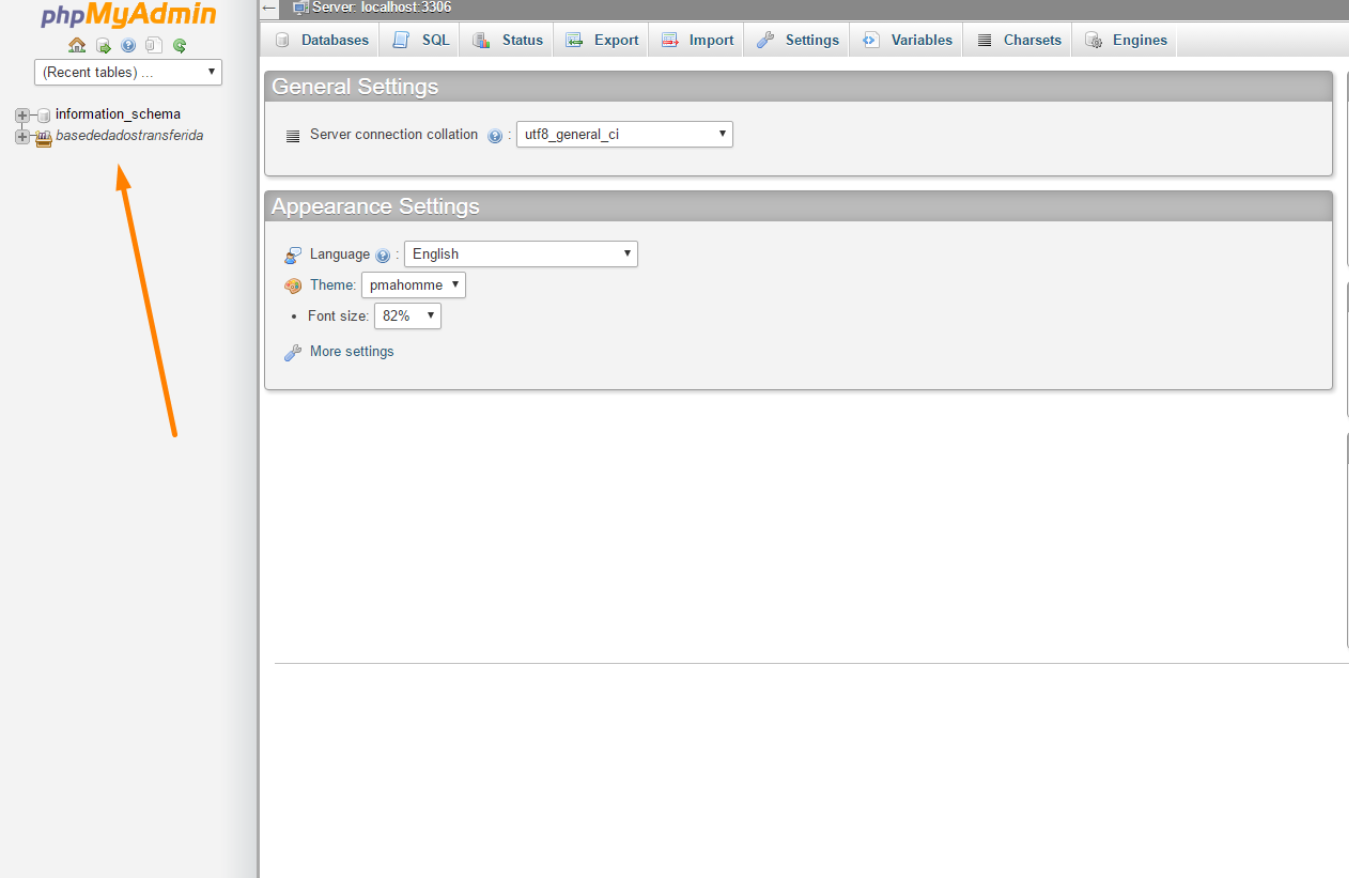 phpMyAdmin
(Recent tables) ...
information_schema
basededadostransferida
Server: localhost:3306
Databases SQL Status Export Import Settings Variables Charsets Engines
General Settings
Server connection collation : utf8_general_ci
Appearance Settings
Language : English
Theme: pmahomme
• Font size: 82%
More settings